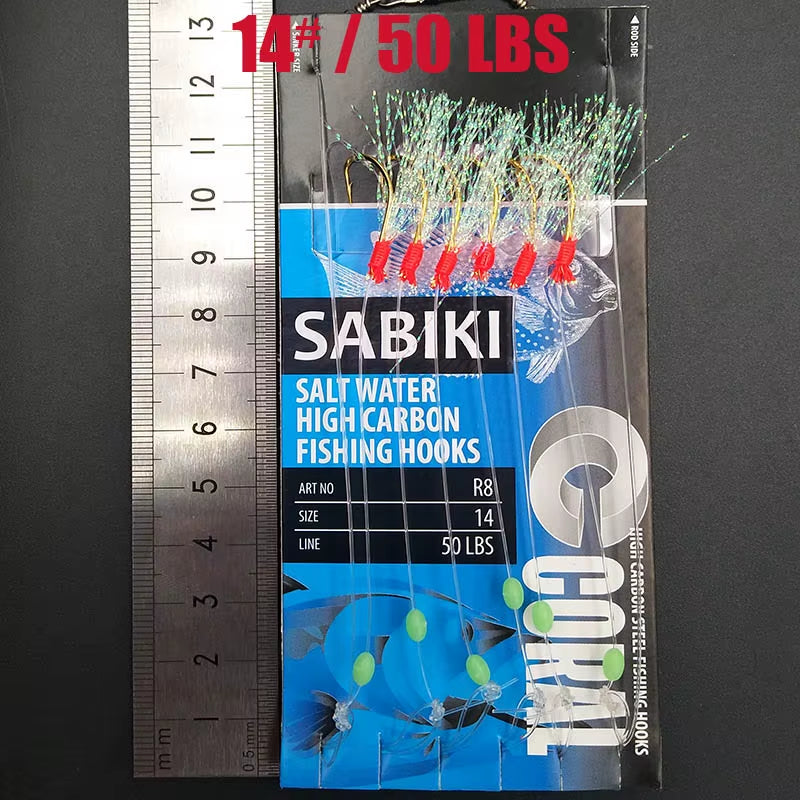 14# / 50 LBS
ROD SIDE
13
12
11
10
9
8
7
6
5
4
3
2
1
mm
0 5mm
SABIKI
SALT WATER
HIGH CARBON
FISHING HOOKS
ART NO R8
SIZE 14
LINE 50 LBS
C CORAL
HIGH CARBON STEEL FISHING HOOKS